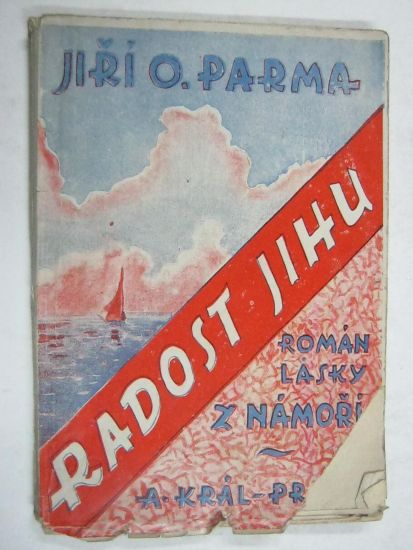 JIŘÍ O. PARMA
RADOST JIHU
ROMÁN
LÁSKY
Z NÁMOŘÍ
A. KRÁL-PR